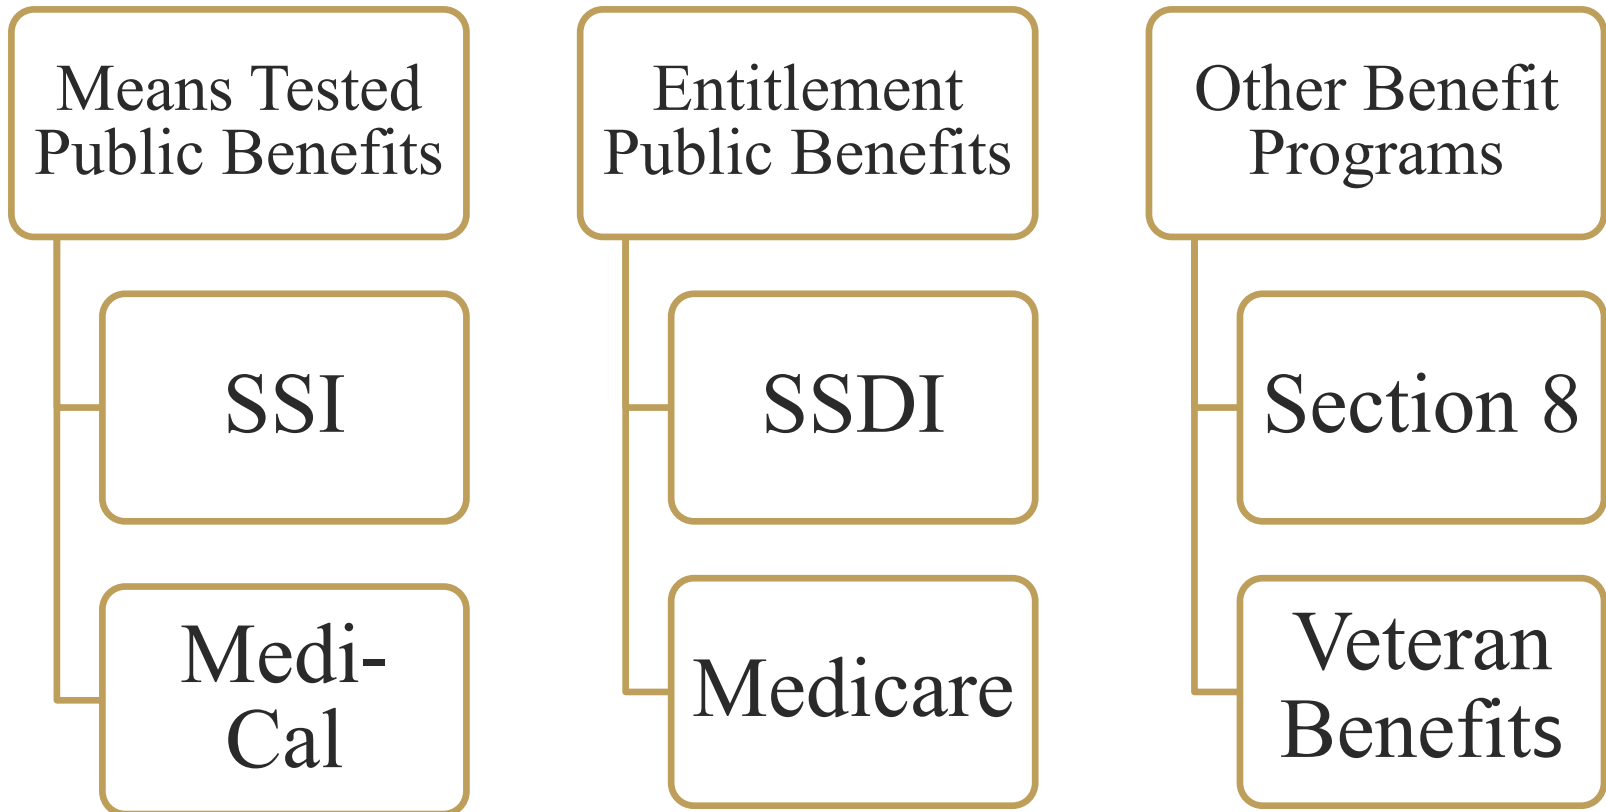 Means Tested
Public Benefits
SSI
Medi-
Cal
Entitlement
Public Benefits
SSDI
Medicare
Other Benefit
Programs
Section 8
Veteran
Benefits